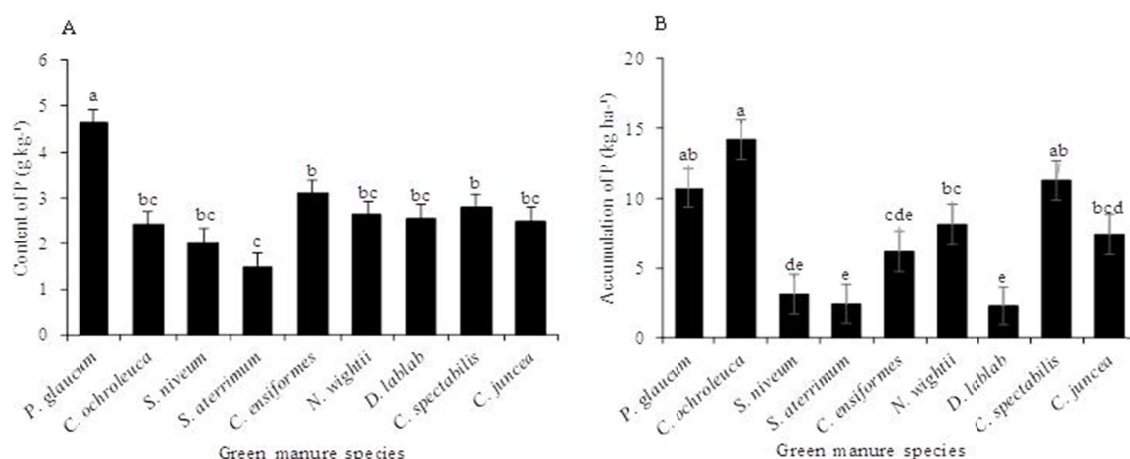 A
Content of P (g kg⁻¹)
6
5
4
3
2
1
0
a
bc
bc
c
b
bc
bc
b
bc
P. glaucum
C. ochroleuca
S. niveum
S. aterrimum
C. ensiformes
N. wightii
D. lablab
C. spectabilis
C. juncea
Green manure species
B
Accumulation of P (kg ha⁻¹)
20
15
10
5
0
ab
a
de
e
cde
bc
e
ab
bcd
P. glaucum
C. ochroleuca
S. niveum
S. aterrimum
C. ensiformes
N. wightii
D. lablab
C. spectabilis
C. juncea
Green manure species